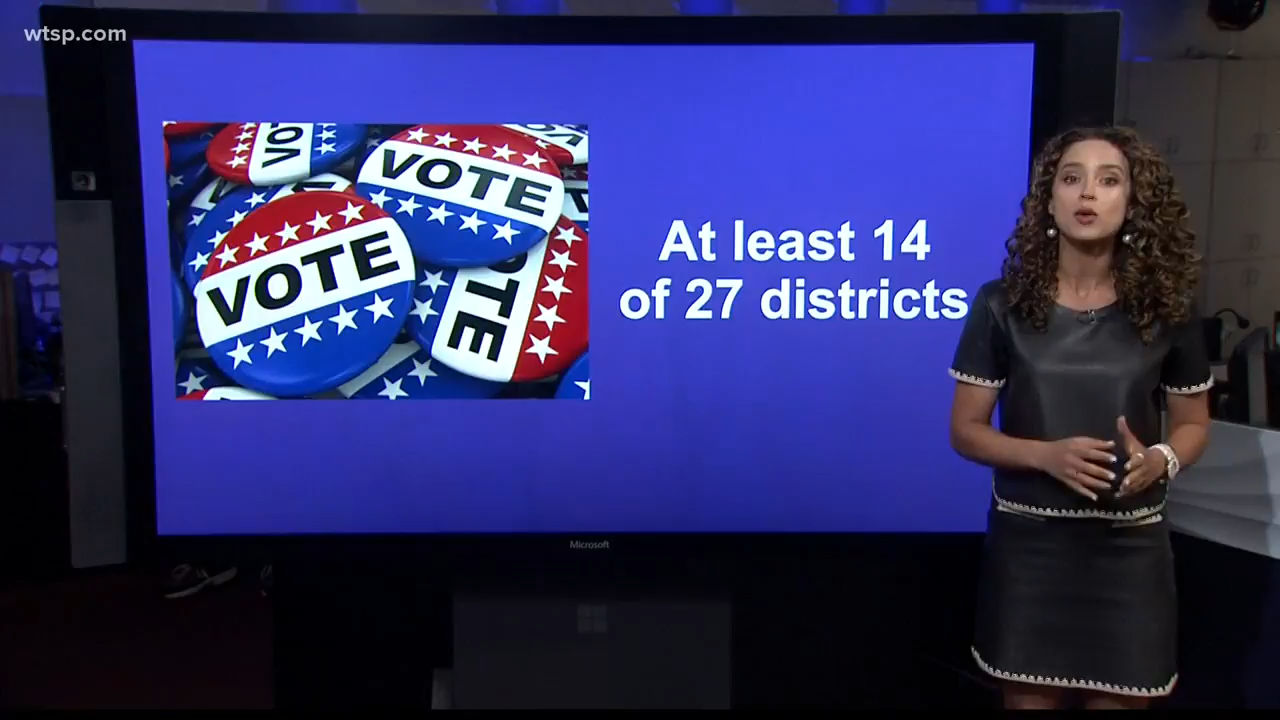 wtsp.com
VOTE
VOTE
VOTE
At least 14
of 27 districts
Microsoft